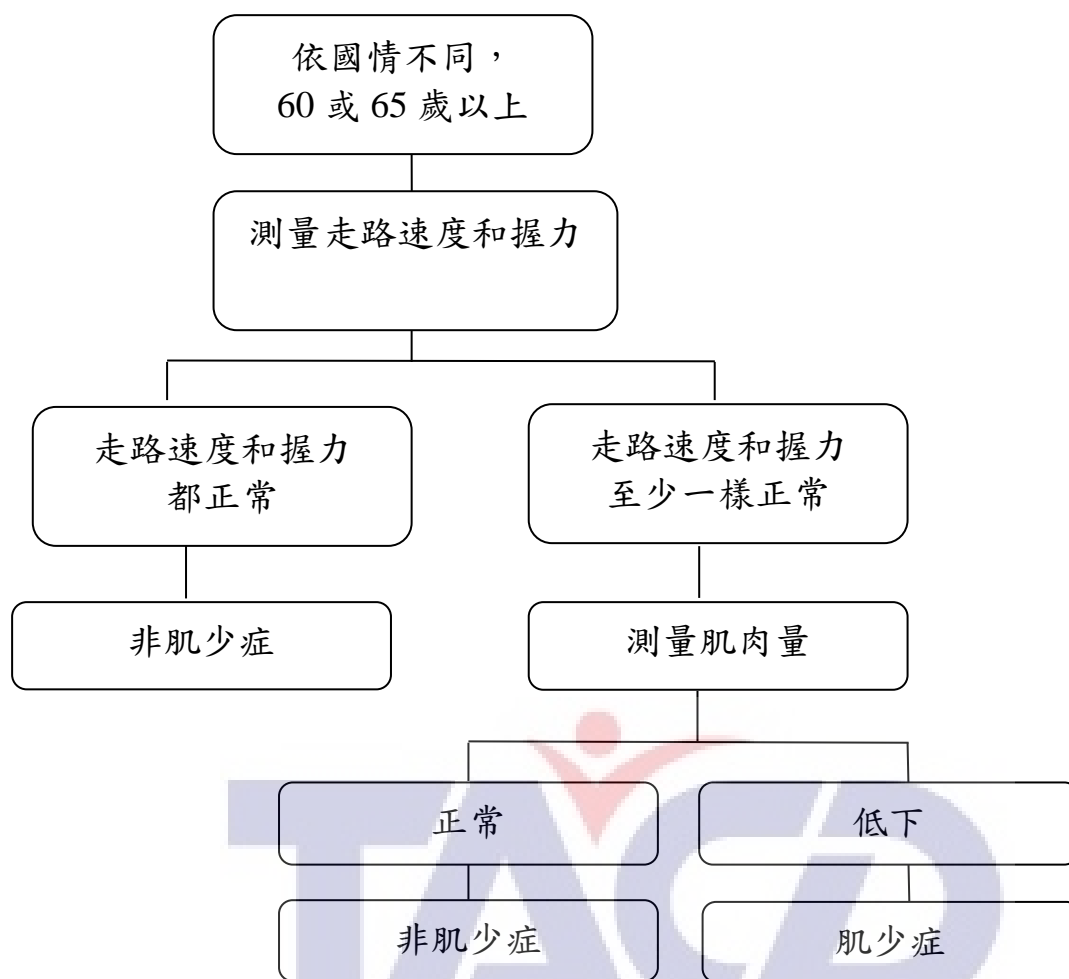 依國情不同，
60 或 65 歲以上
測量走路速度和握力
走路速度和握力
都正常
走路速度和握力
至少一樣正常
非肌少症
測量肌肉量
正常
低下
非肌少症
肌少症
TACD